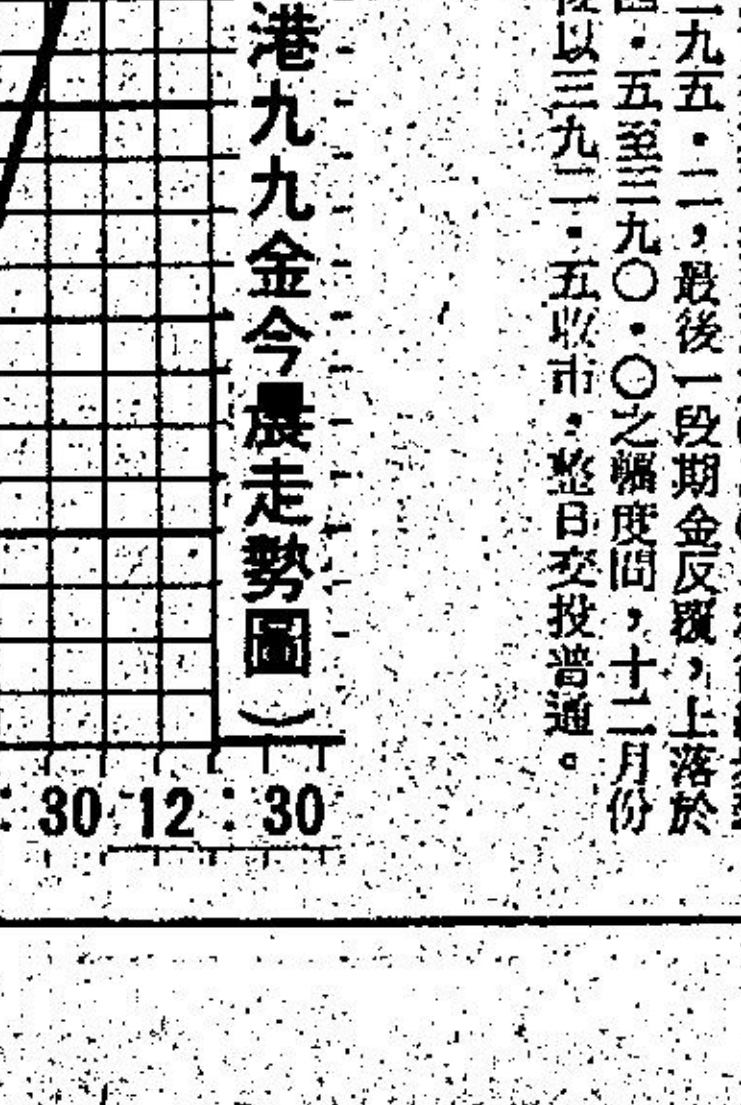 九五・二，最後一段期金反覆，上落於
・五至三九〇・〇之幅度間，十二月份
以三九二・五收市。整日交投普通。
港九九金今晨走勢圖）
30 12：30